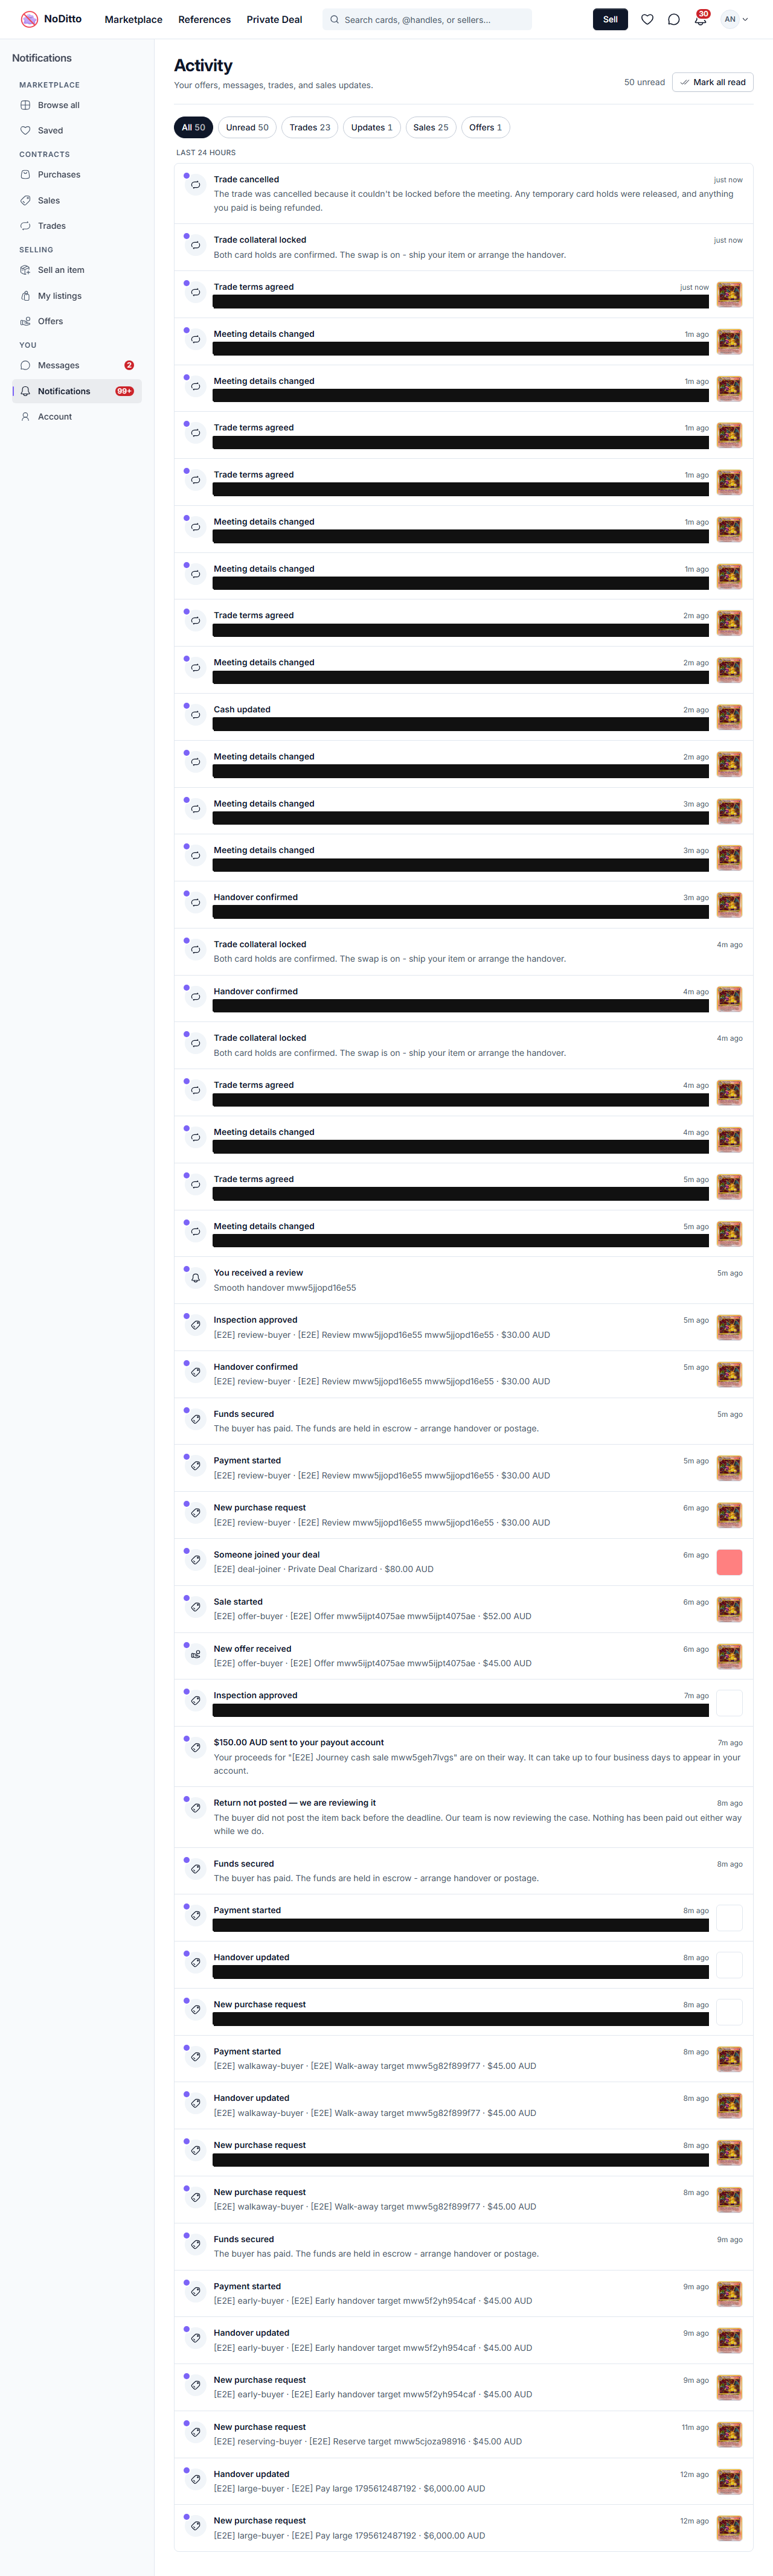 NoDitto
Marketplace
References
Private Deal
Search cards, @handles, or sellers...
Sell
30
AN
Notifications
MARKETPLACE
Browse all
Saved
CONTRACTS
Purchases
Sales
Trades
SELLING
Sell an item
My listings
Offers
YOU
Messages 2
Notifications 99+
Account
Activity
Your offers, messages, trades, and sales updates.
50 unread
Mark all read
All 50
Unread 50
Trades 23
Updates 1
Sales 25
Offers 1
LAST 24 HOURS
Trade cancelled just now
The trade was cancelled because it couldn't be locked before the meeting. Any temporary card holds were released, and anything
you paid is being refunded.
Trade collateral locked just now
Both card holds are confirmed. The swap is on - ship your item or arrange the handover.
Trade terms agreed just now
Meeting details changed 1m ago
Meeting details changed 1m ago
Trade terms agreed 1m ago
Trade terms agreed 1m ago
Meeting details changed 1m ago
Meeting details changed 1m ago
Trade terms agreed 2m ago
Meeting details changed 2m ago
Cash updated 2m ago
Meeting details changed 2m ago
Meeting details changed 3m ago
Meeting details changed 3m ago
Handover confirmed 3m ago
Trade collateral locked 4m ago
Both card holds are confirmed. The swap is on - ship your item or arrange the handover.
Handover confirmed 4m ago
Trade collateral locked 4m ago
Both card holds are confirmed. The swap is on - ship your item or arrange the handover.
Trade terms agreed 4m ago
Meeting details changed 4m ago
Trade terms agreed 5m ago
Meeting details changed 5m ago
You received a review 5m ago
Smooth handover mww5jjopd16e55
Inspection approved 5m ago
[E2E] review-buyer · [E2E] Review mww5jjopd16e55 mww5jjopd16e55 · $30.00 AUD
Handover confirmed 5m ago
[E2E] review-buyer · [E2E] Review mww5jjopd16e55 mww5jjopd16e55 · $30.00 AUD
Funds secured 5m ago
The buyer has paid. The funds are held in escrow - arrange handover or postage.
Payment started 5m ago
[E2E] review-buyer · [E2E] Review mww5jjopd16e55 mww5jjopd16e55 · $30.00 AUD
New purchase request 6m ago
[E2E] review-buyer · [E2E] Review mww5jjopd16e55 mww5jjopd16e55 · $30.00 AUD
Someone joined your deal 6m ago
[E2E] deal-joiner · Private Deal Charizard · $80.00 AUD
Sale started 6m ago
[E2E] offer-buyer · [E2E] Offer mww5ijpt4075ae mww5ijpt4075ae · $52.00 AUD
New offer received 6m ago
[E2E] offer-buyer · [E2E] Offer mww5ijpt4075ae mww5ijpt4075ae · $45.00 AUD
Inspection approved 7m ago
$150.00 AUD sent to your payout account 7m ago
Your proceeds for "[E2E] Journey cash sale mww5geh7lvgs" are on their way. It can take up to four business days to appear in your
account.
Return not posted — we are reviewing it 8m ago
The buyer did not post the item back before the deadline. Our team is now reviewing the case. Nothing has been paid out either way
while we do.
Funds secured 8m ago
The buyer has paid. The funds are held in escrow - arrange handover or postage.
Payment started 8m ago
Handover updated 8m ago
New purchase request 8m ago
Payment started 8m ago
[E2E] walkaway-buyer · [E2E] Walk-away target mww5g82f899f77 · $45.00 AUD
Handover updated 8m ago
[E2E] walkaway-buyer · [E2E] Walk-away target mww5g82f899f77 · $45.00 AUD
New purchase request 8m ago
New purchase request 8m ago
[E2E] walkaway-buyer · [E2E] Walk-away target mww5g82f899f77 · $45.00 AUD
Funds secured 9m ago
The buyer has paid. The funds are held in escrow - arrange handover or postage.
Payment started 9m ago
[E2E] early-buyer · [E2E] Early handover target mww5f2yh954caf · $45.00 AUD
Handover updated 9m ago
[E2E] early-buyer · [E2E] Early handover target mww5f2yh954caf · $45.00 AUD
New purchase request 9m ago
[E2E] early-buyer · [E2E] Early handover target mww5f2yh954caf · $45.00 AUD
New purchase request 11m ago
[E2E] reserving-buyer · [E2E] Reserve target mww5cjoza98916 · $45.00 AUD
Handover updated 12m ago
[E2E] large-buyer · [E2E] Pay large 1795612487192 · $6,000.00 AUD
New purchase request 12m ago
[E2E] large-buyer · [E2E] Pay large 1795612487192 · $6,000.00 AUD